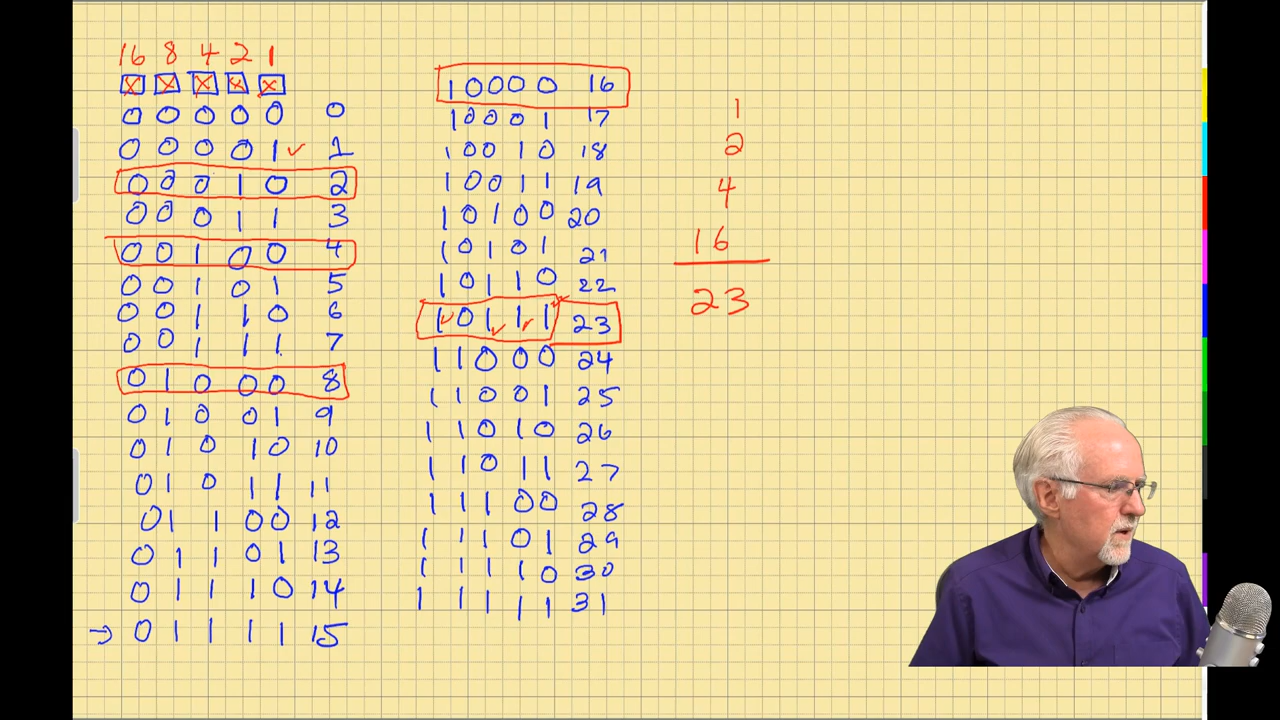 16 8 4 2 1
x x x x x
0 0 0 0 0 0
0 0 0 0 1 ✓ 1
0 0 0 1 0 2
0 0 0 1 1 3
0 0 1 0 0 4
0 0 1 0 1 5
0 0 1 1 0 6
0 0 1 1 1 7
0 1 0 0 0 8
0 1 0 0 1 9
0 1 0 1 0 10
0 1 0 1 1 11
0 1 1 0 0 12
0 1 1 0 1 13
0 1 1 1 0 14
→ 0 1 1 1 1 15
1 0 0 0 0 16
1 0 0 0 1 17
1 0 0 1 0 18
1 0 0 1 1 19
1 0 1 0 0 20
1 0 1 0 1 21
1 0 1 1 0 22
1 0 1 1 1 23
1 1 0 0 0 24
1 1 0 0 1 25
1 1 0 1 0 26
1 1 0 1 1 27
1 1 1 0 0 28
1 1 1 0 1 29
1 1 1 1 0 30
1 1 1 1 1 31
1
2
4
16
23